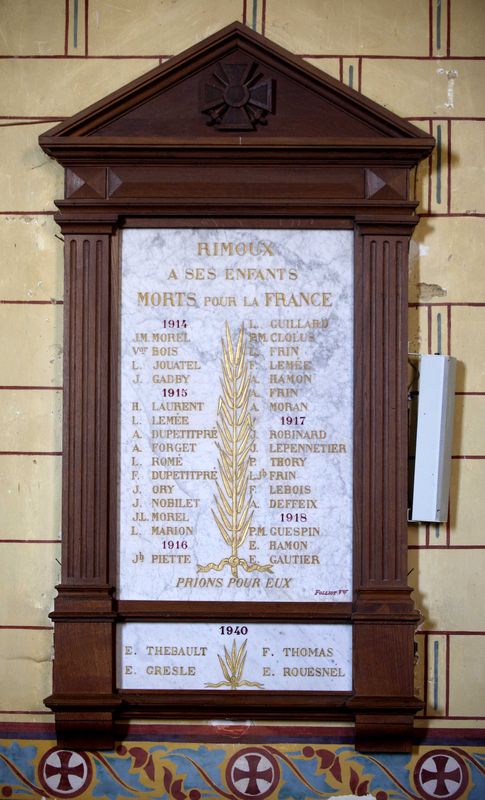 RIMOUX
A SES ENFANTS
MORTS POUR LA FRANCE
1914
J.M. MOREL
Vor BOIS
L. JOUATEL
J. GADBY
1915
H. LAURENT
L. LEMÉE
A. DUPETITPRÉ
A. FORGET
L. ROMÉ
F. DUPETITPRÉ
J. ORY
J. NOBILET
J.L. MOREL
L. MARION
1916
Jh PIETTE
L. GUILLARD
P.M. CLOLUS
L. FRIN
F. LEMÉE
A. HAMON
A. FRIN
A. MORAN
1917
J. ROBINARD
J. LEPENNETIER
P. THORY
L.Jh FRIN
F. LEBOIS
A. DEFFEIX
1918
P.M. GUESPIN
E. HAMON
E. GAUTIER
PRIONS POUR EUX
1940
E. THEBAULT
E. GRESLE
F. THOMAS
E. ROUESNEL